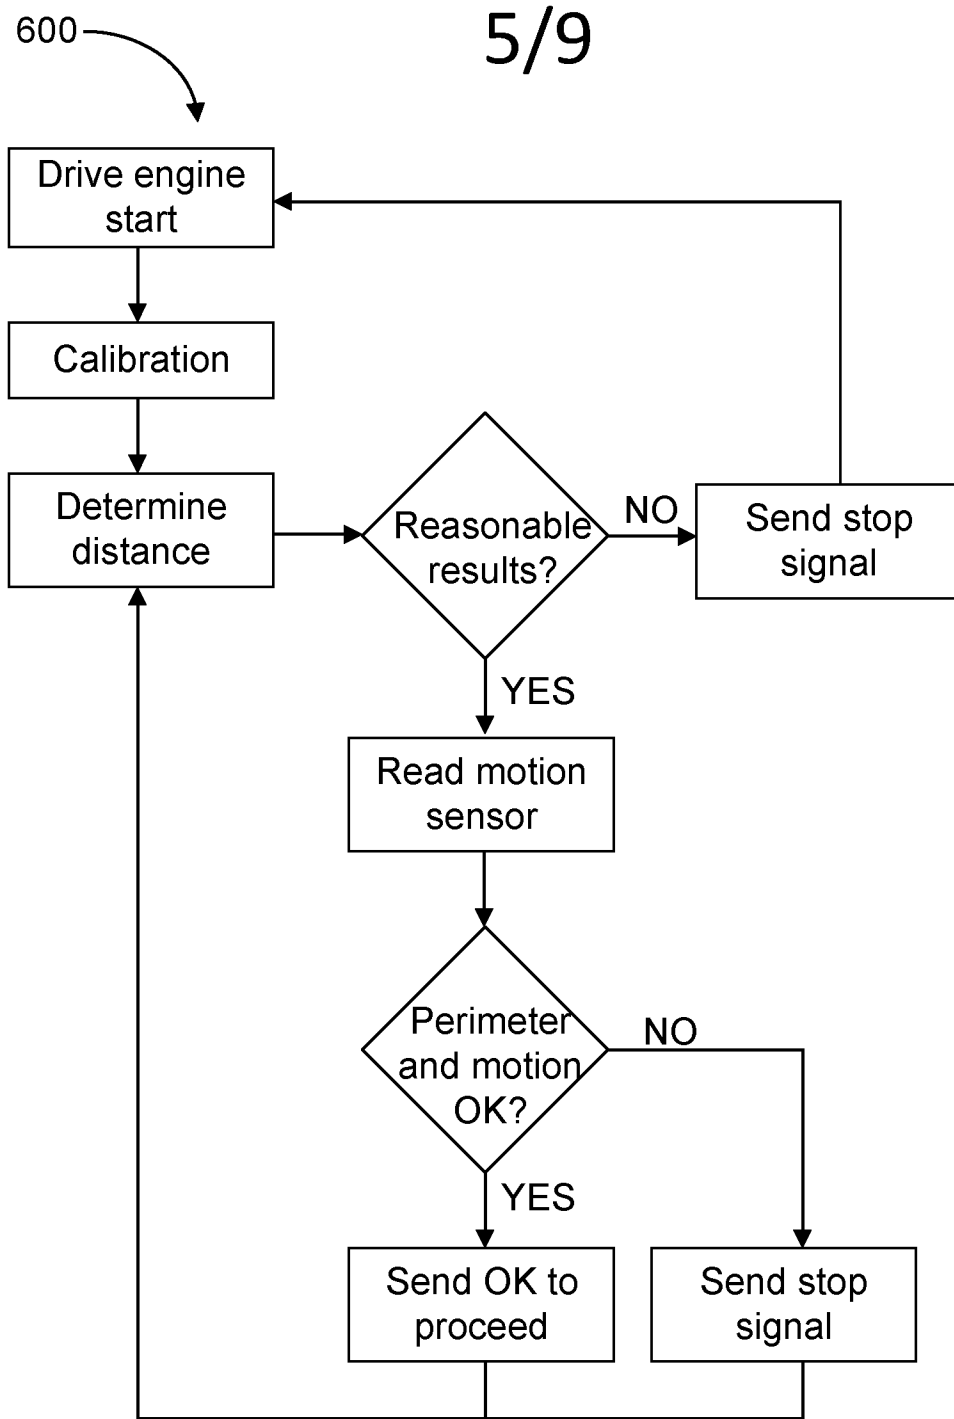 600
5/9
Drive engine
start
Calibration
Determine
distance
Reasonable
results?
NO
Send stop
signal
YES
Read motion
sensor
Perimeter
and motion
OK?
NO
YES
Send OK to
proceed
Send stop
signal